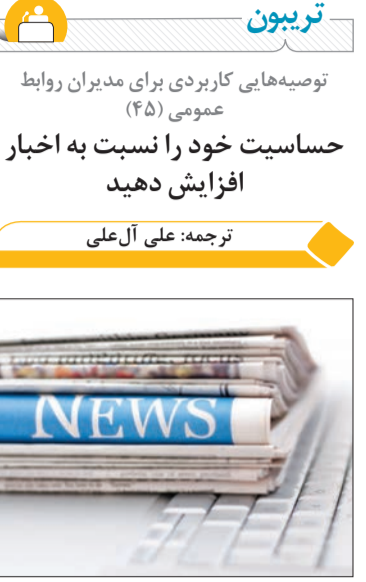 تریبون
توصیه‌هایی کاربردی برای مدیران روابط
عمومی (۴۵)
حساسیت خود را نسبت به اخبار
افزایش دهید
ترجمه: علی آل‌علی
NEWS